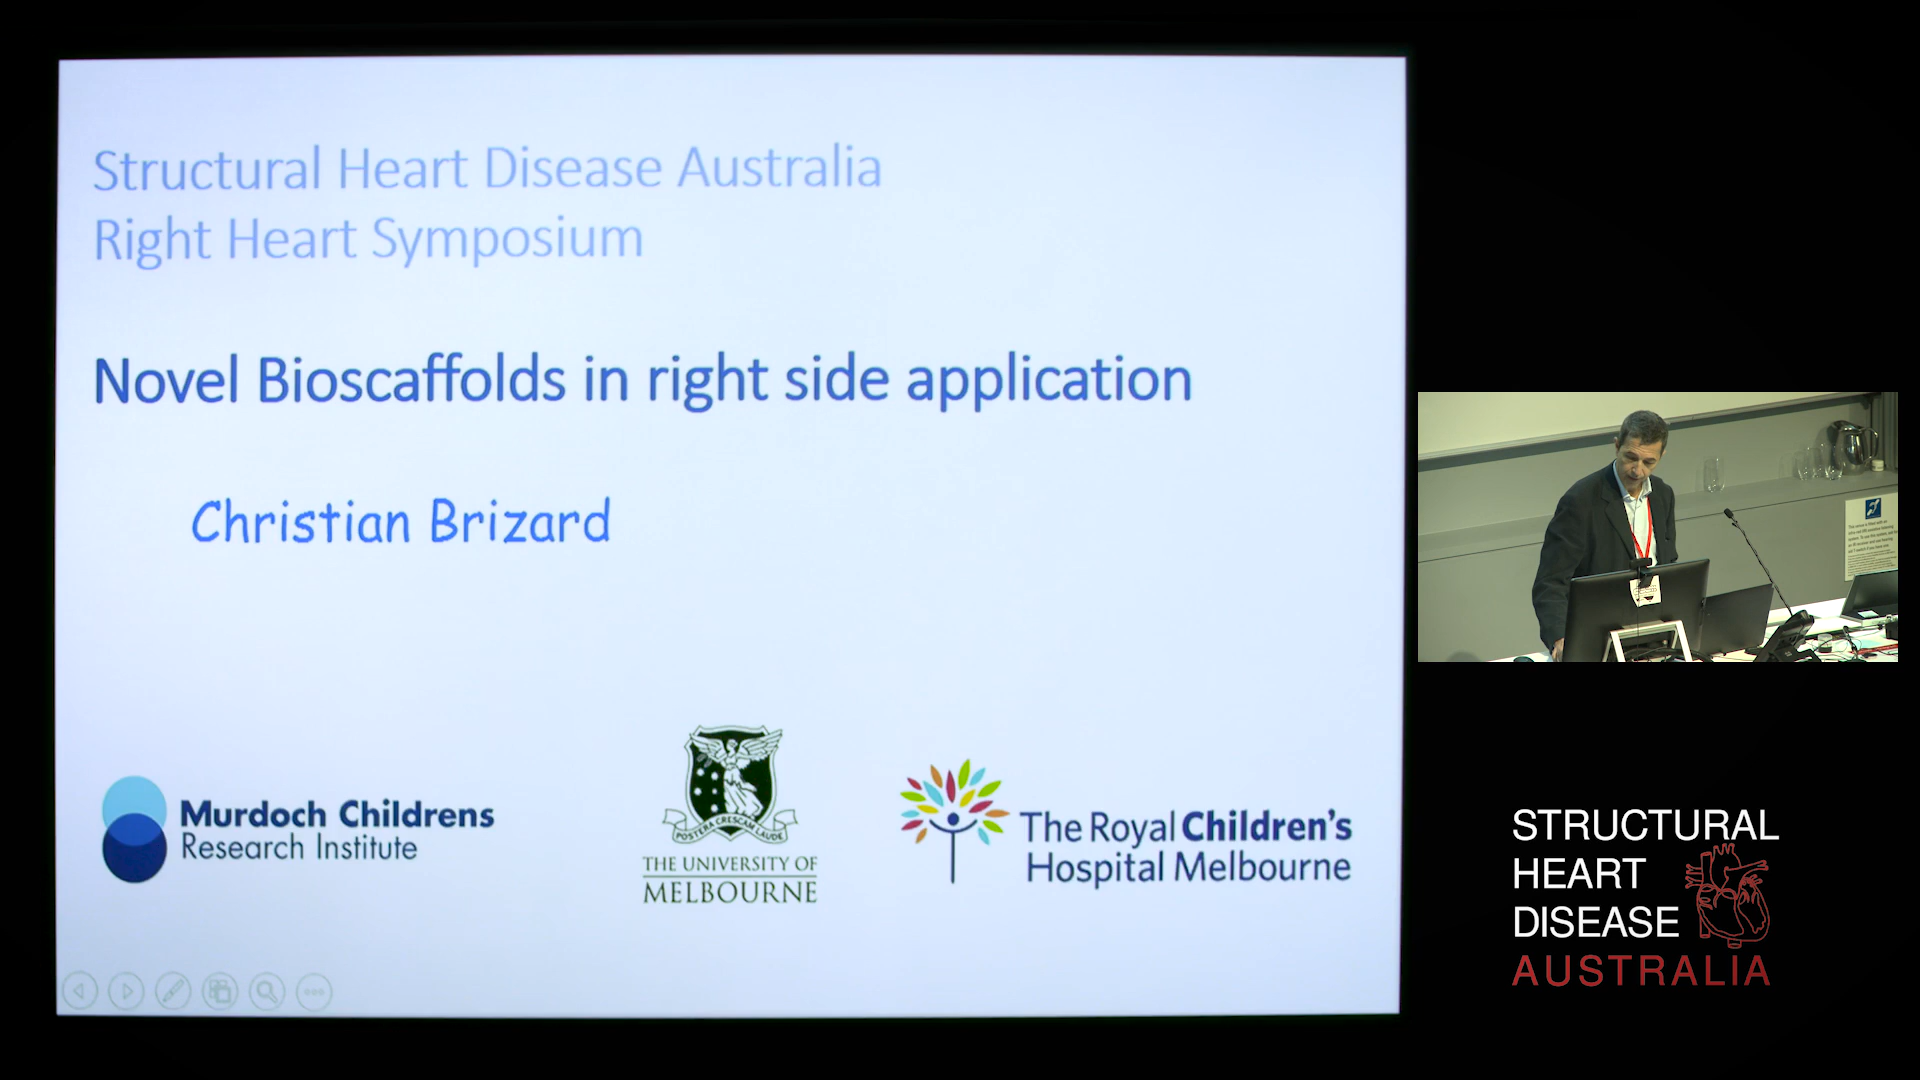 Structural Heart Disease Australia
Right Heart Symposium
Novel Bioscaffolds in right side application
Christian Brizard
Murdoch Childrens
Research Institute
POSTERA CRESCAM LAUDE
THE UNIVERSITY OF
MELBOURNE
The Royal Children's
Hospital Melbourne
STRUCTURAL
HEART
DISEASE
AUSTRALIA